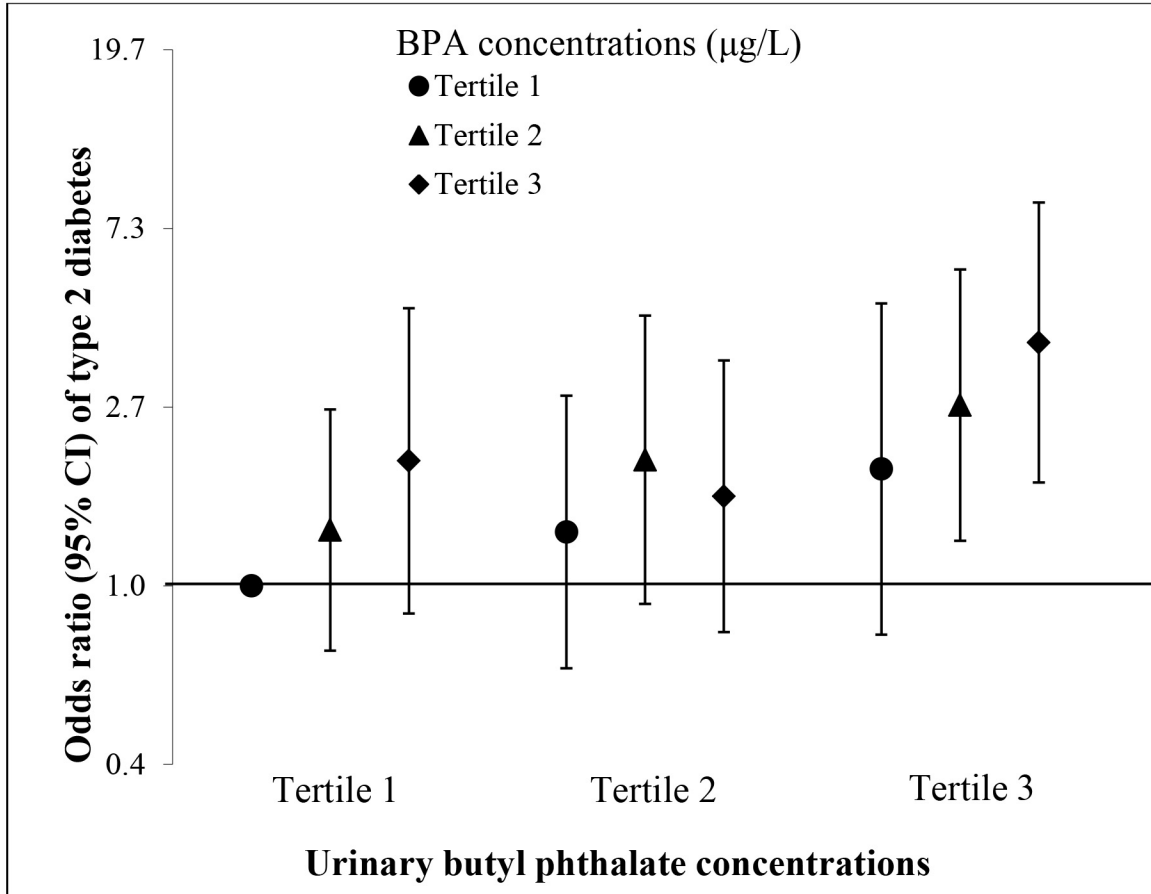 BPA concentrations (μg/L)
Tertile 1
Tertile 2
Tertile 3
Odds ratio (95% CI) of type 2 diabetes
19.7
7.3
2.7
1.0
0.4
Tertile 1
Tertile 2
Tertile 3
Urinary butyl phthalate concentrations